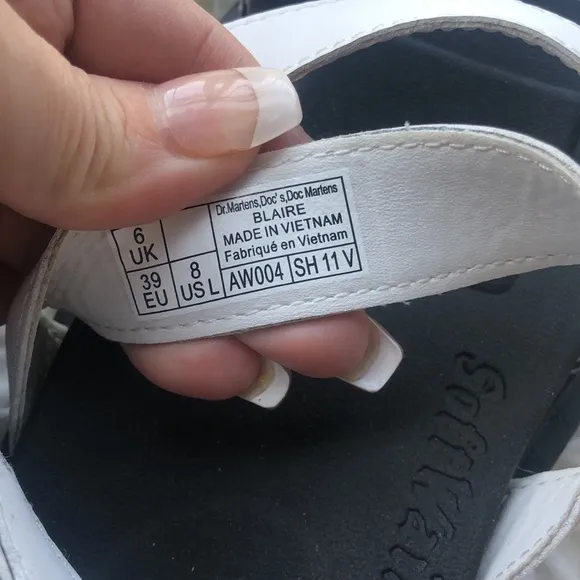 Dr.Martens,Doc's,Doc Martens
BLAIRE
MADE IN VIETNAM
Fabriqué en Vietnam
6
UK
39
EU
8
US L
AW004
SH 11 V
SoftWai